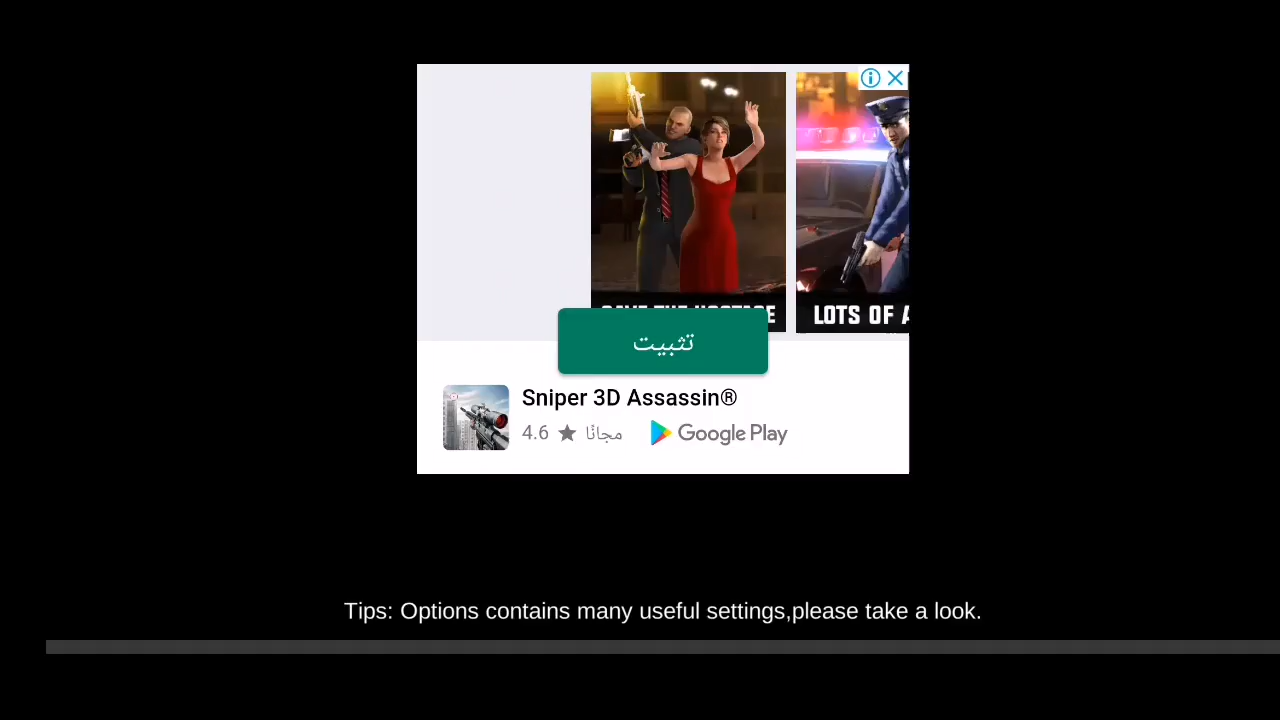 LOTS OF
تثبيت
Sniper 3D Assassin®
4.6 ★ مجانًا Google Play
Tips: Options contains many useful settings,please take a look.